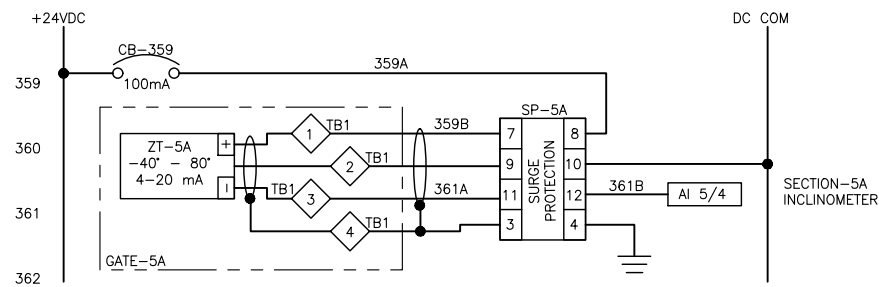 +24VDC
DC COM
CB-359
359A
359
100mA
SP-5A
TB1
359B
1
7
8
ZT-5A
+
360
-40° - 80°
TB1
2
9
SURGE PROTECTION
10
4-20 mA
-
TB1
3
361A
11
12
361B
AI 5/4
SECTION-5A
INCLINOMETER
361
TB1
4
3
4
GATE-5A
362